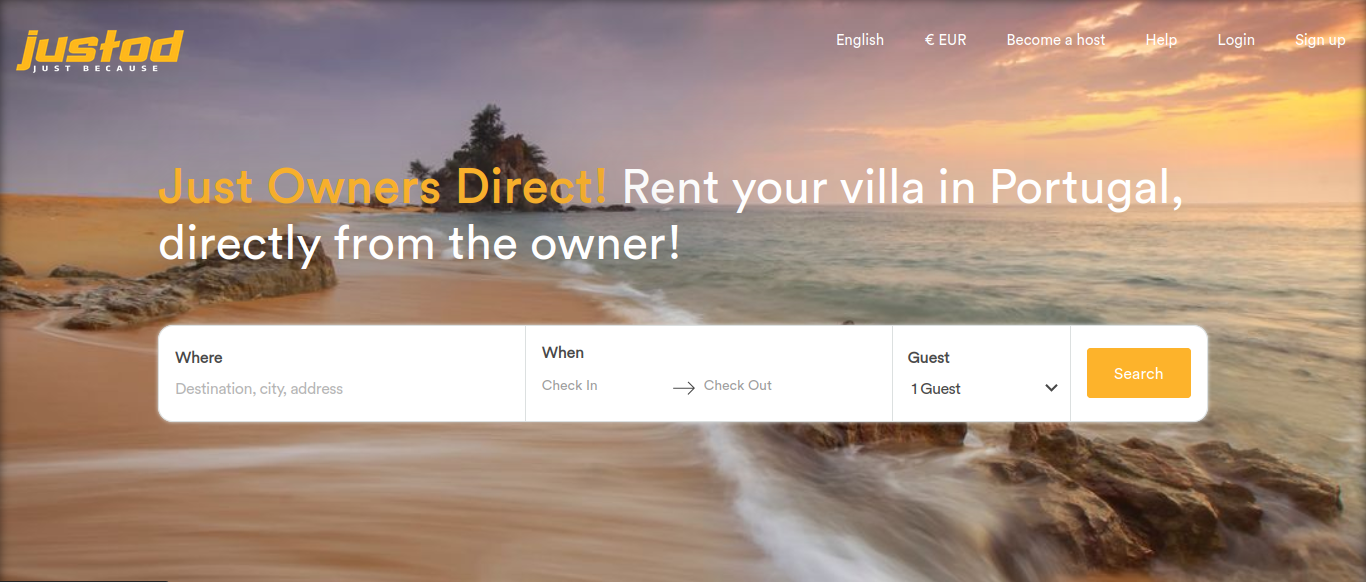 justod
JUST BECAUSE
English
€ EUR
Become a host
Help
Login
Sign up
Just Owners Direct! Rent your villa in Portugal,
directly from the owner!
Where
Destination, city, address
When
Check In
Check Out
Guest
1 Guest
Search